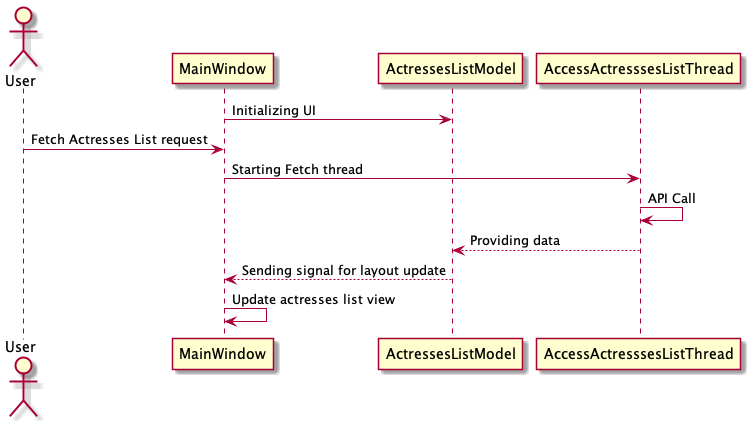 User
MainWindow
ActressesListModel
AccessActresssesListThread
Initializing UI
Fetch Actresses List request
Starting Fetch thread
API Call
Providing data
Sending signal for layout update
Update actresses list view
User
MainWindow
ActressesListModel
AccessActresssesListThread